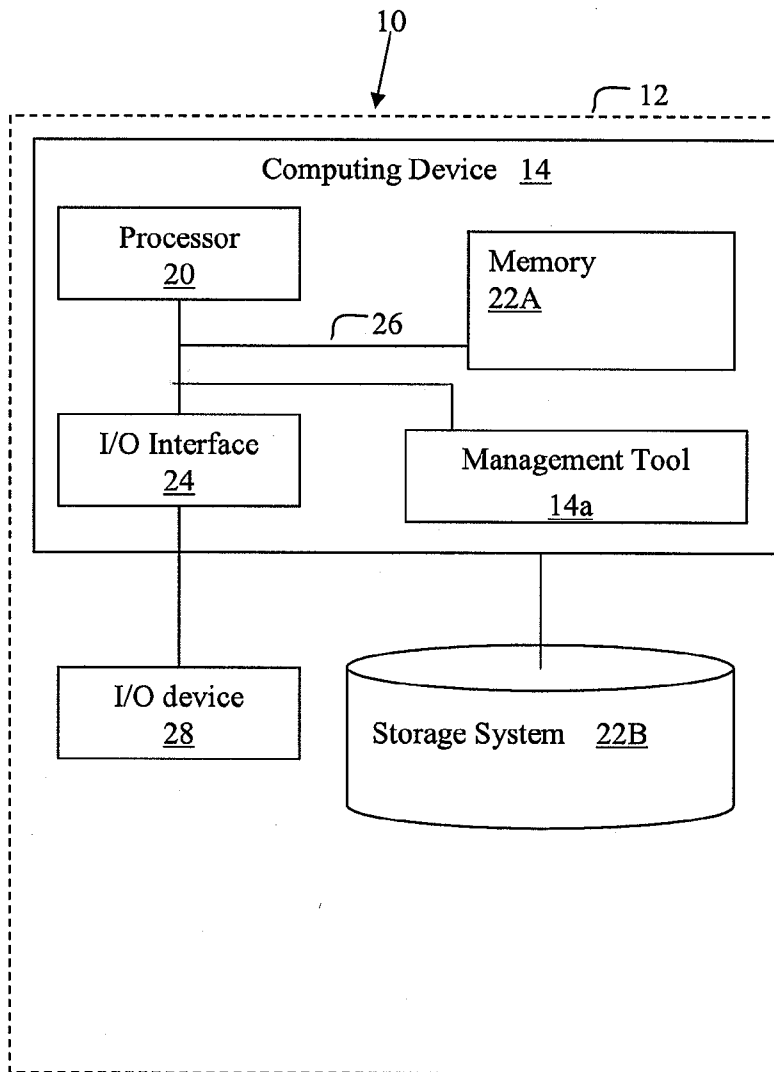 10
12
Computing Device 14
Processor
20
Memory
22A
26
I/O Interface
24
Management Tool
14a
I/O device
28
Storage System 22B